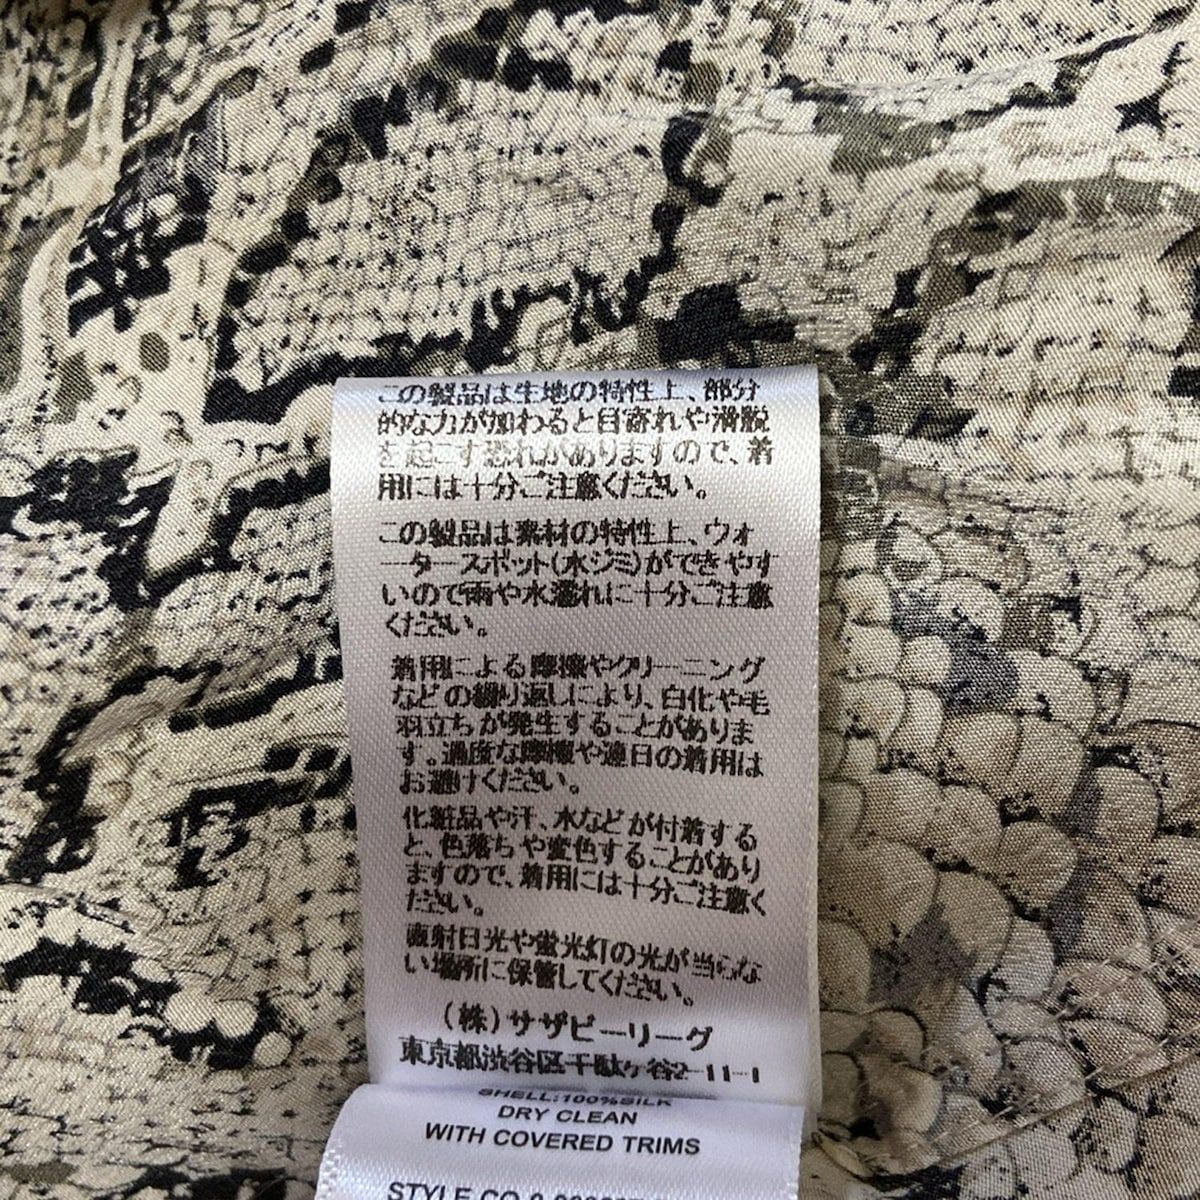 この製品は生地の特性上、部分
的な力が加わると目寄れや滑脱
を起こす恐れがありますので、着
用には十分ご注意ください。
この製品は素材の特性上、ウォ
ータースポット(水ジミ)ができやす
いので雨や水濡れに十分ご注意
ください。
着用による摩擦やクリーニング
などの繰り返しにより、白化や毛
羽立ちが発生することがありま
す。過度な摩擦や連日の着用は
お避けください。
化粧品や汗、水などが付着する
と、色落ちや変色することがあり
ますので、着用には十分ご注意く
ださい。
直射日光や蛍光灯の光が当らな
い場所に保管してください。
(株)サザビーリーグ
東京都渋谷区千駄ヶ谷2-11-1
SHELL:100%SILK
DRY CLEAN
WITH COVERED TRIMS
STYLE CO